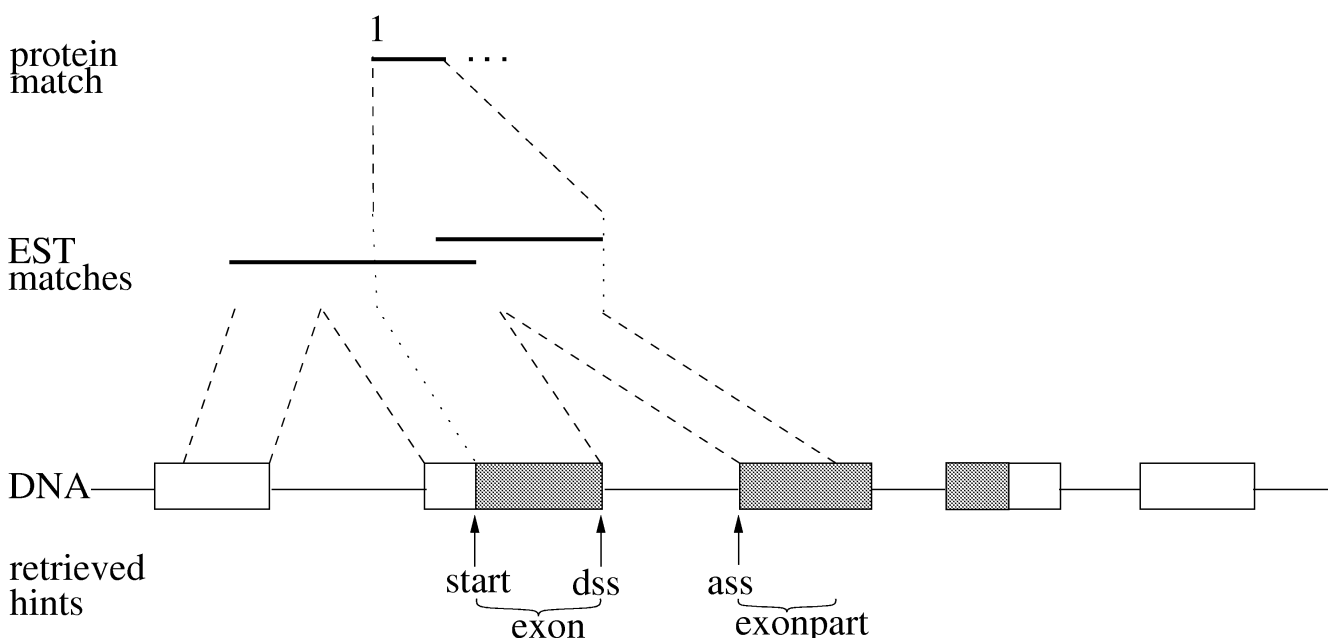 1
protein
match
. . .
EST
matches
DNA
retrieved
hints
start
dss
ass
exon
exonpart